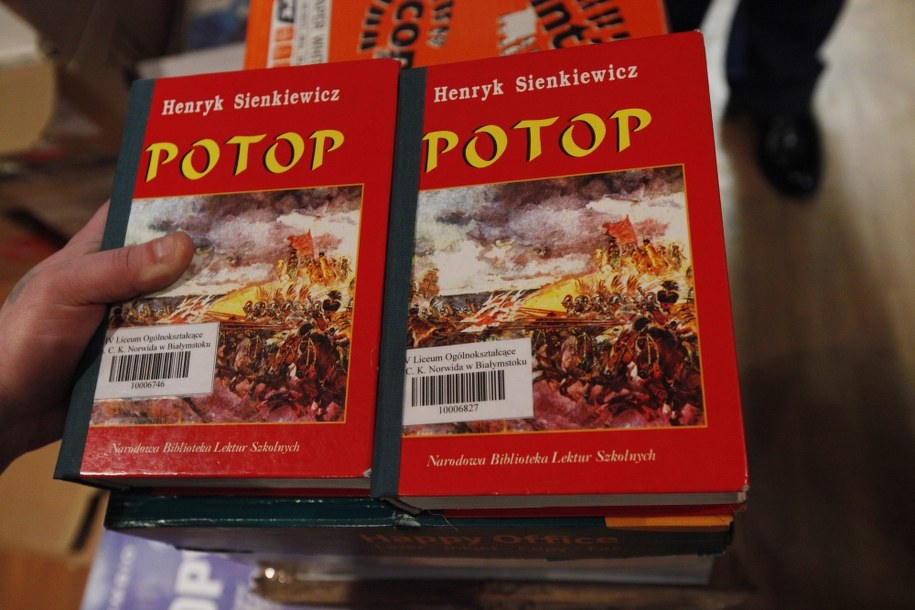 Henryk Sienkiewicz
POTOP
V Liceum Ogólnokształcące
C. K. Norwida w Białymstoku
10006746
Narodowa Biblioteka Lektur Szkolnych
Henryk Sienkiewicz
POTOP
V Liceum Ogólnokształcące
C. K. Norwida w Białymstoku
10006827
Narodowa Biblioteka Lektur Szkolnych
Happy Office